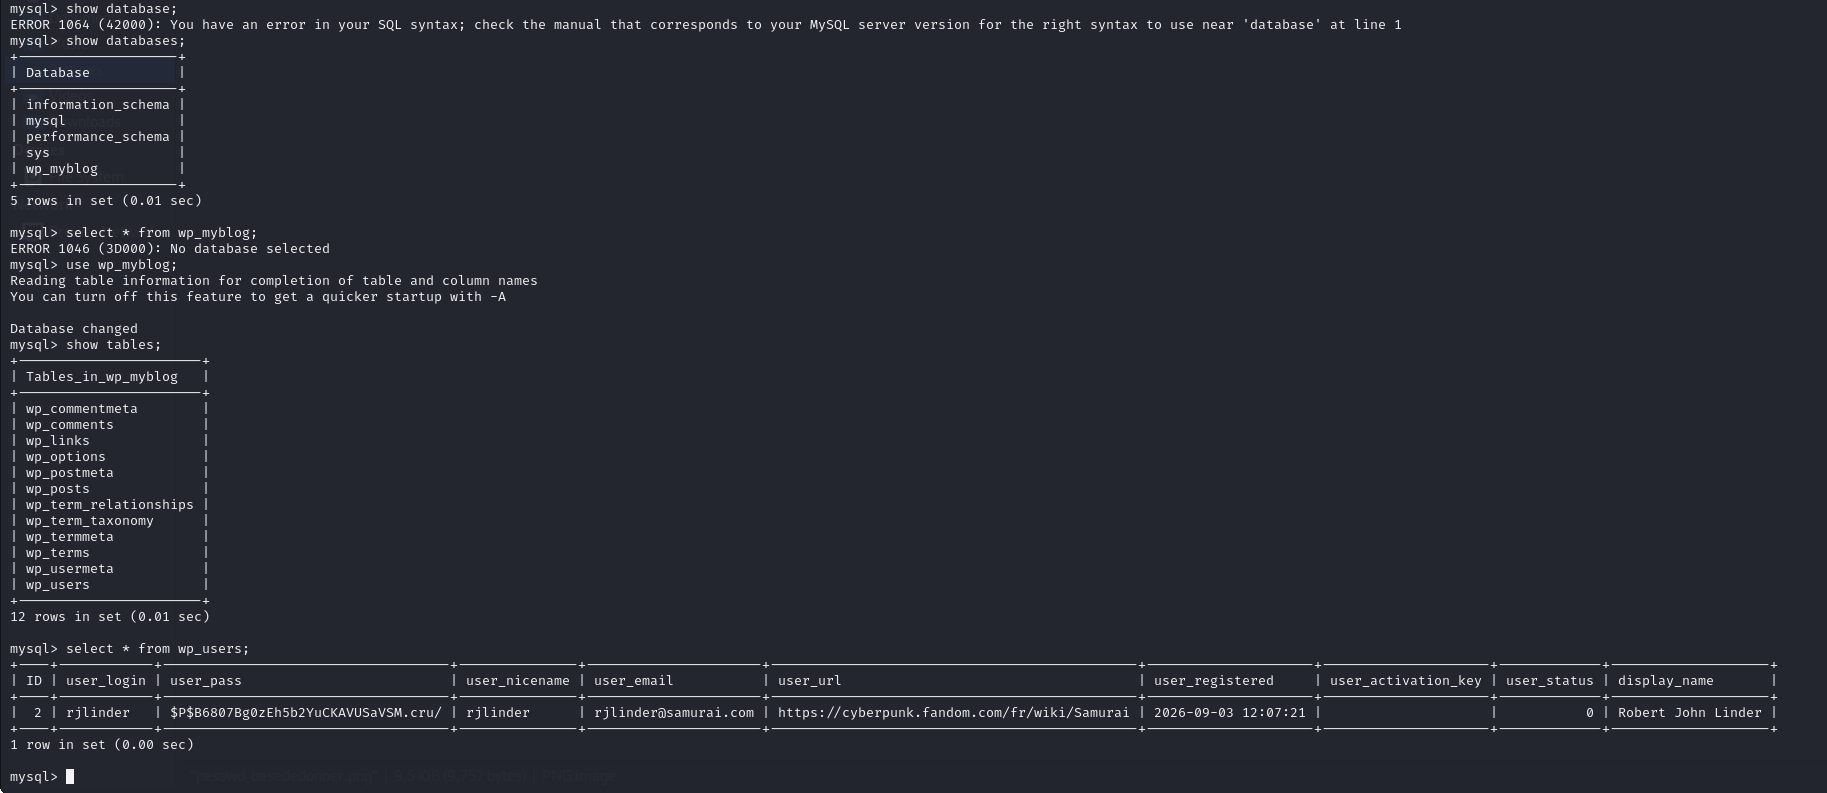 mysql> show database;
ERROR 1064 (42000): You have an error in your SQL syntax; check the manual that corresponds to your MySQL server version for the right syntax to use near 'database' at line 1
mysql> show databases;
+--------------------+
| Database           |
+--------------------+
| information_schema |
| mysql              |
| performance_schema |
| sys                |
| wp_myblog          |
+--------------------+
5 rows in set (0.01 sec)

mysql> select * from wp_myblog;
ERROR 1046 (3D000): No database selected
mysql> use wp_myblog;
Reading table information for completion of table and column names
You can turn off this feature to get a quicker startup with -A

Database changed
mysql> show tables;
+-----------------------+
| Tables_in_wp_myblog   |
+-----------------------+
| wp_commentmeta        |
| wp_comments           |
| wp_links              |
| wp_options            |
| wp_postmeta           |
| wp_posts              |
| wp_term_relationships |
| wp_term_taxonomy      |
| wp_termmeta           |
| wp_terms              |
| wp_usermeta           |
| wp_users              |
+-----------------------+
12 rows in set (0.01 sec)

mysql> select * from wp_users;
+----+------------+------------------------------------+---------------+----------------------+----------------------------------------------+---------------------+---------------------+-------------+--------------------+
| ID | user_login | user_pass                          | user_nicename | user_email           | user_url                                     | user_registered     | user_activation_key | user_status | display_name       |
+----+------------+------------------------------------+---------------+----------------------+----------------------------------------------+---------------------+---------------------+-------------+--------------------+
|  2 | rjlinder   | $P$B6807Bg0zEh5b2YuCKAVUSaVSM.cru/ | rjlinder      | rjlinder@samurai.com | https://cyberpunk.fandom.com/fr/wiki/Samurai | 2026-09-03 12:07:21 |                     |           0 | Robert John Linder |
+----+------------+------------------------------------+---------------+----------------------+----------------------------------------------+---------------------+---------------------+-------------+--------------------+
1 row in set (0.00 sec)

mysql>